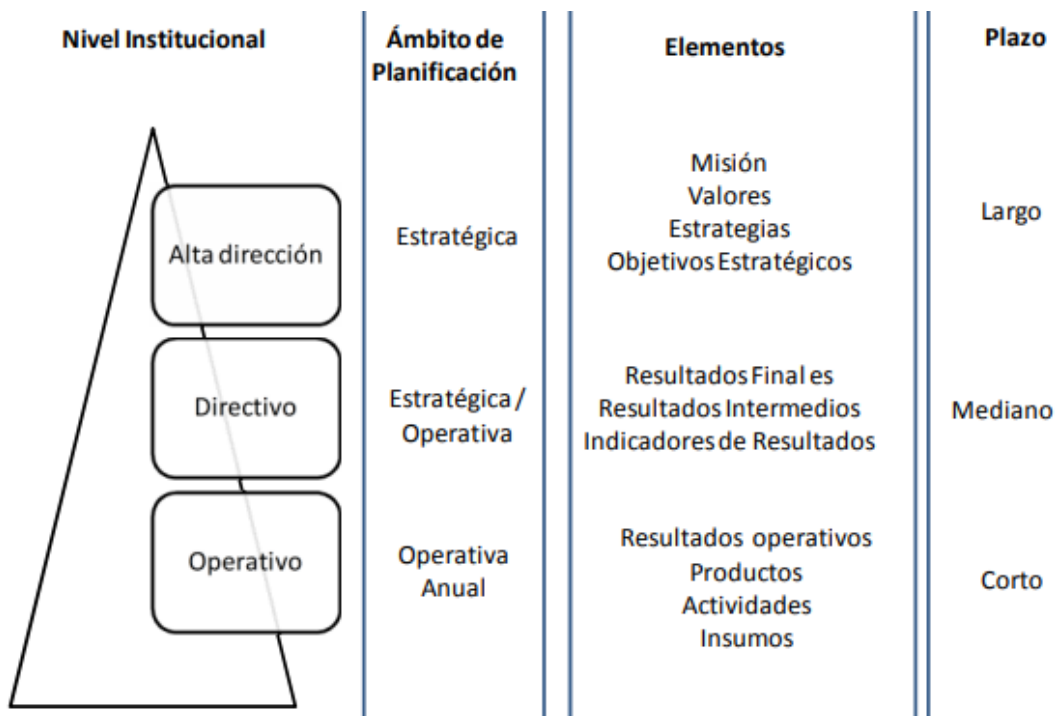 Nivel Institucional
Ámbito de
Planificación
Elementos
Plazo
Alta dirección
Estratégica
Misión
Valores
Estrategias
Objetivos Estratégicos
Largo
Directivo
Estratégica /
Operativa
Resultados Final es
Resultados Intermedios
Indicadores de Resultados
Mediano
Operativo
Operativa
Anual
Resultados operativos
Productos
Actividades
Insumos
Corto